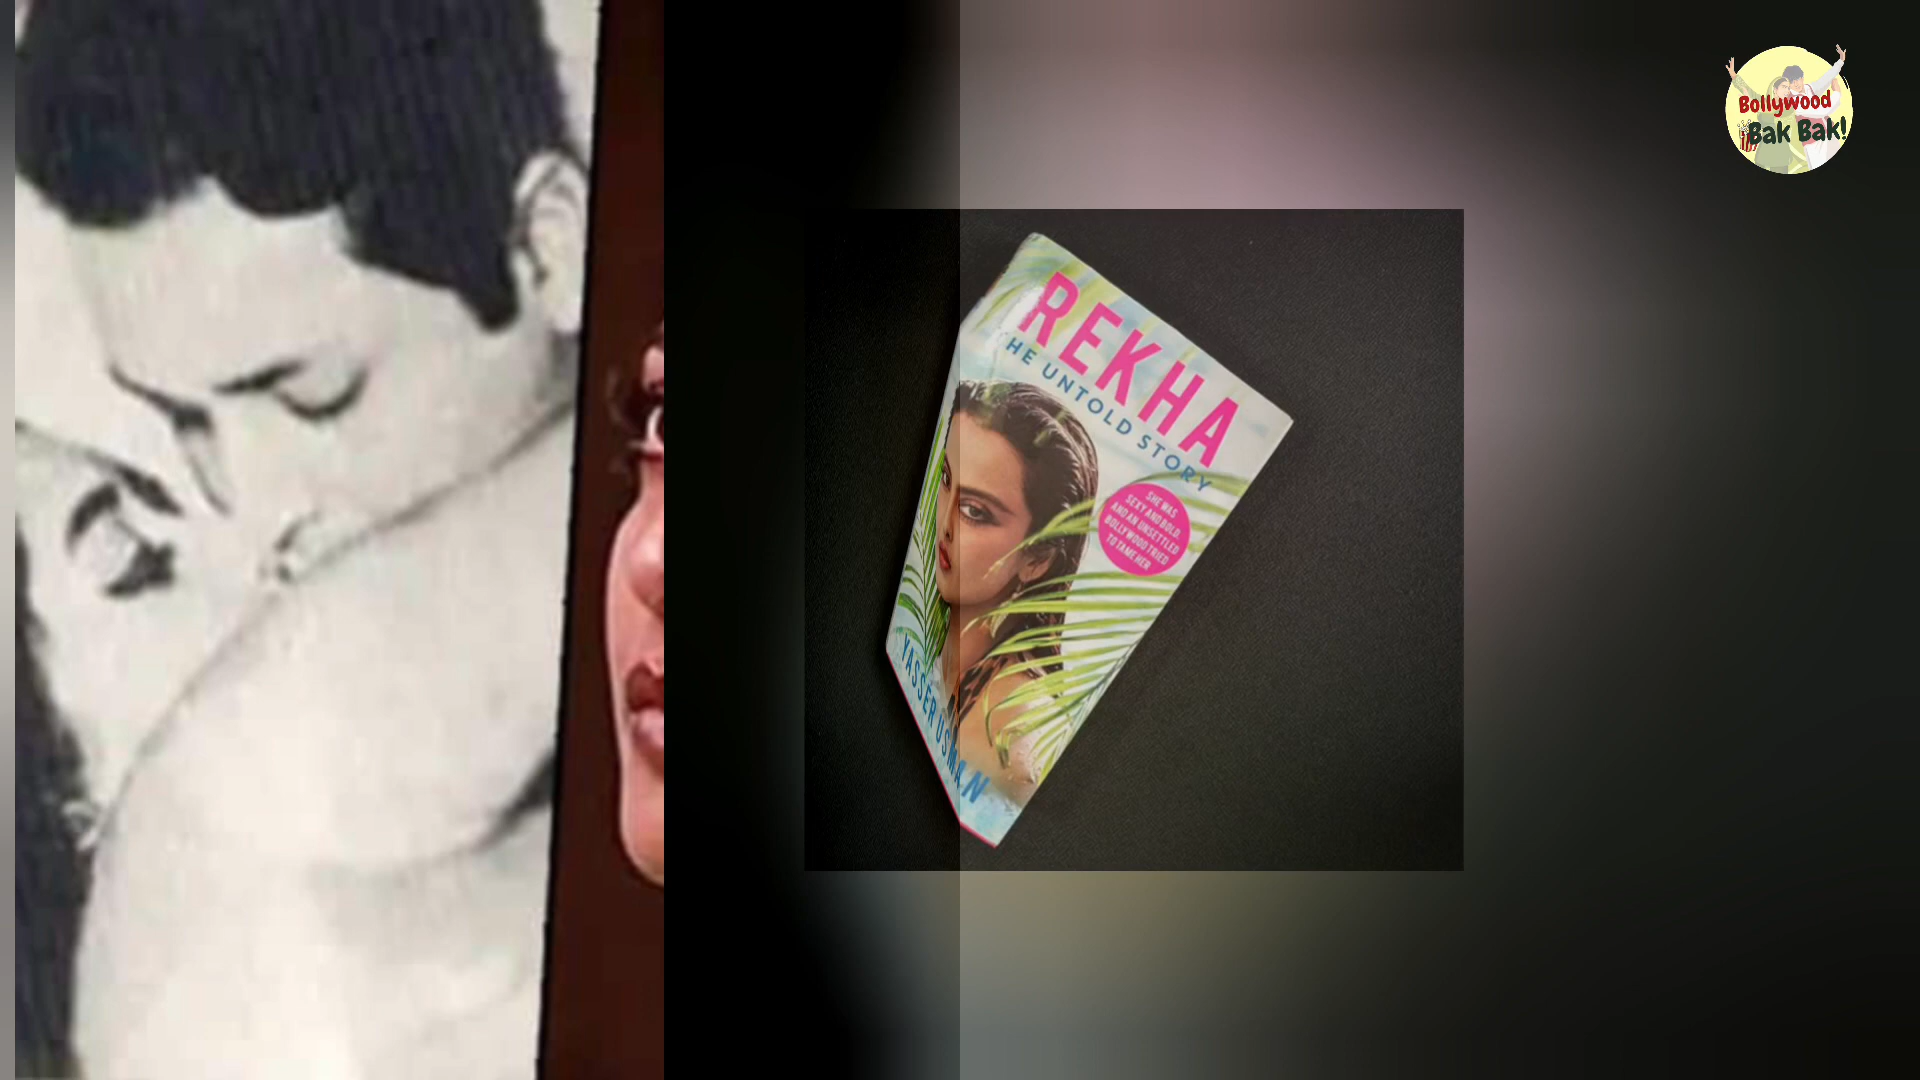 Bollywood
Bak Bak!
REKHA
THE UNTOLD STORY
SHE WAS
SEXY AND BOLD.
AND AN UNSETTLED
BOLLYWOOD TRIED
TO TAME HER
YASSER USMAN